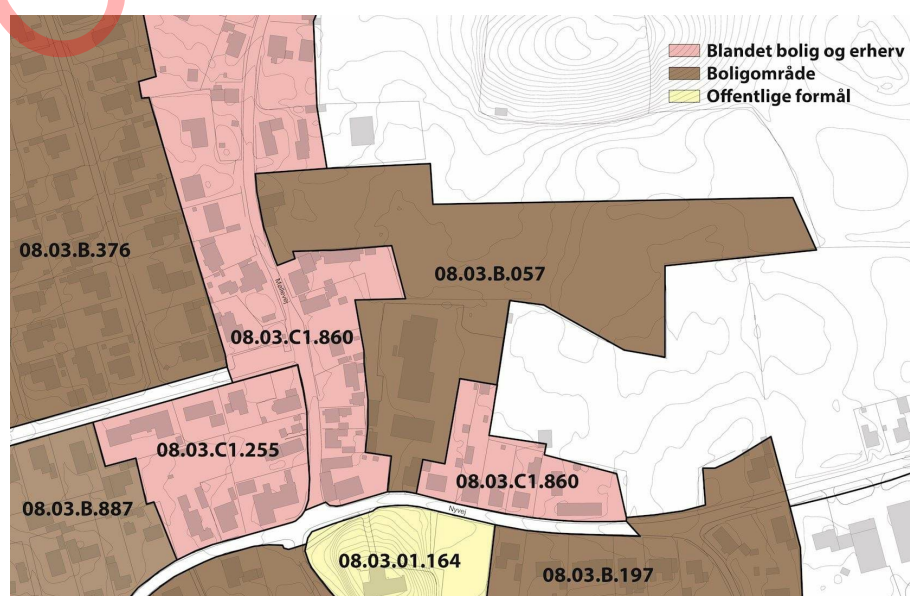 Blandet bolig og erherv
Boligområde
Offentlige formål
08.03.B.376
08.03.B.057
Møllevej
08.03.C1.860
08.03.C1.255
08.03.C1.860
08.03.B.887
Nyvej
08.03.01.164
08.03.B.197